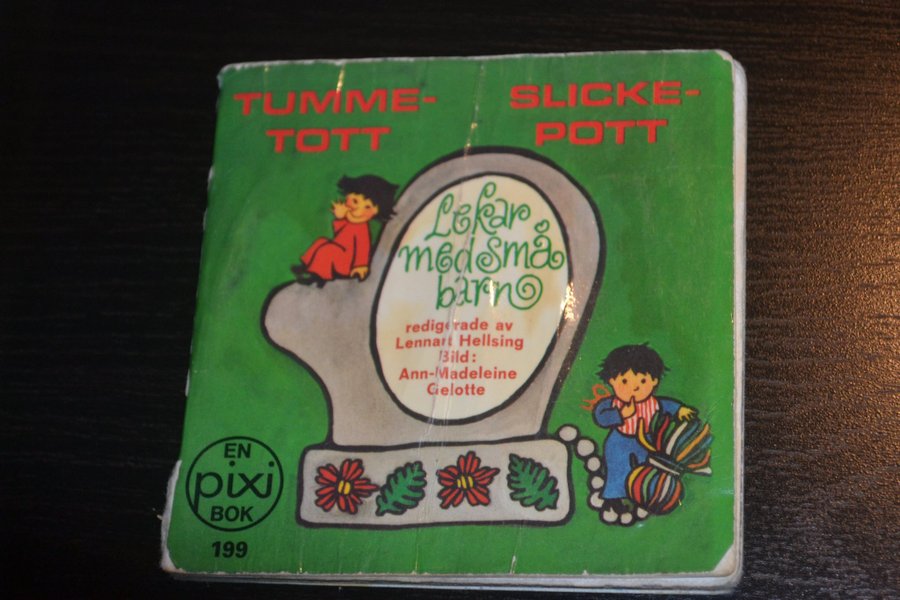 TUMME-
TOTT
SLICKE-
POTT
Lekar
med små
barn
redigerade av
Lennart Hellsing
Bild:
Ann-Madeleine
Gelotte
EN
pixi
BOK
199